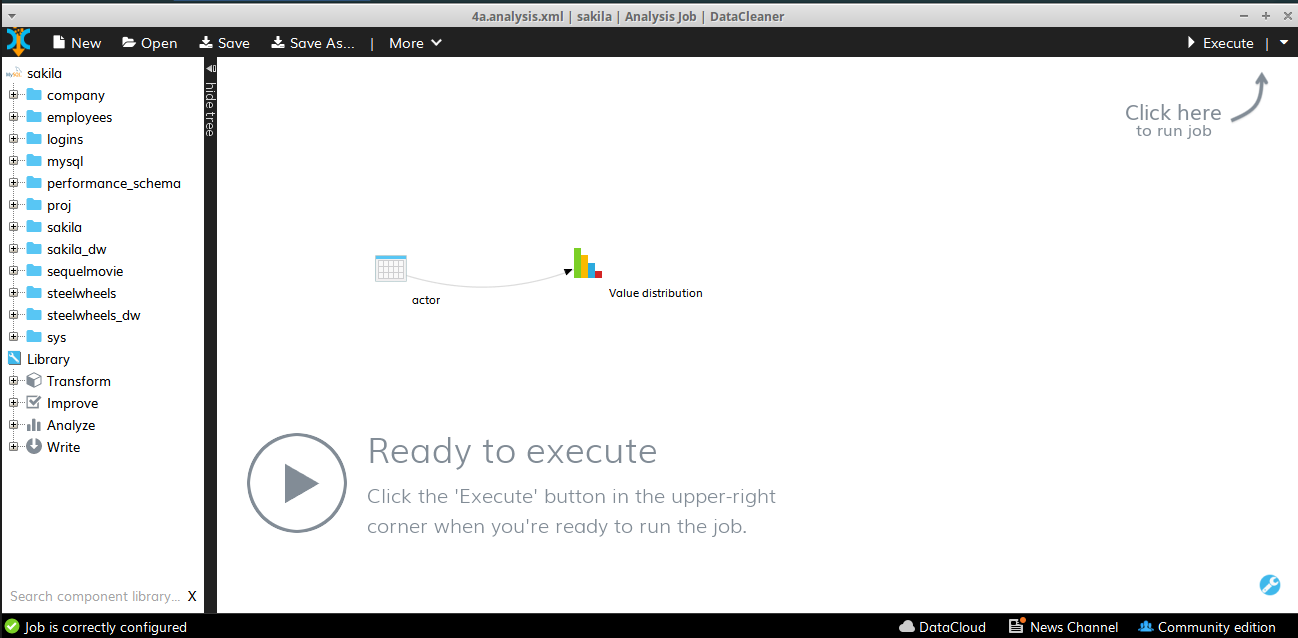 4a.analysis.xml | sakila | Analysis Job | DataCleaner
New Open Save Save As... | More Execute |
MySQL sakila
company
employees
logins
mysql
performance_schema
proj
sakila
sakila_dw
sequelmovie
steelwheels
steelwheels_dw
sys
Library
Transform
Improve
Analyze
Write
Search component library... X
hide tree
Click here
to run job
actor
Value distribution
Ready to execute
Click the 'Execute' button in the upper-right
corner when you're ready to run the job.
Job is correctly configured
DataCloud News Channel Community edition